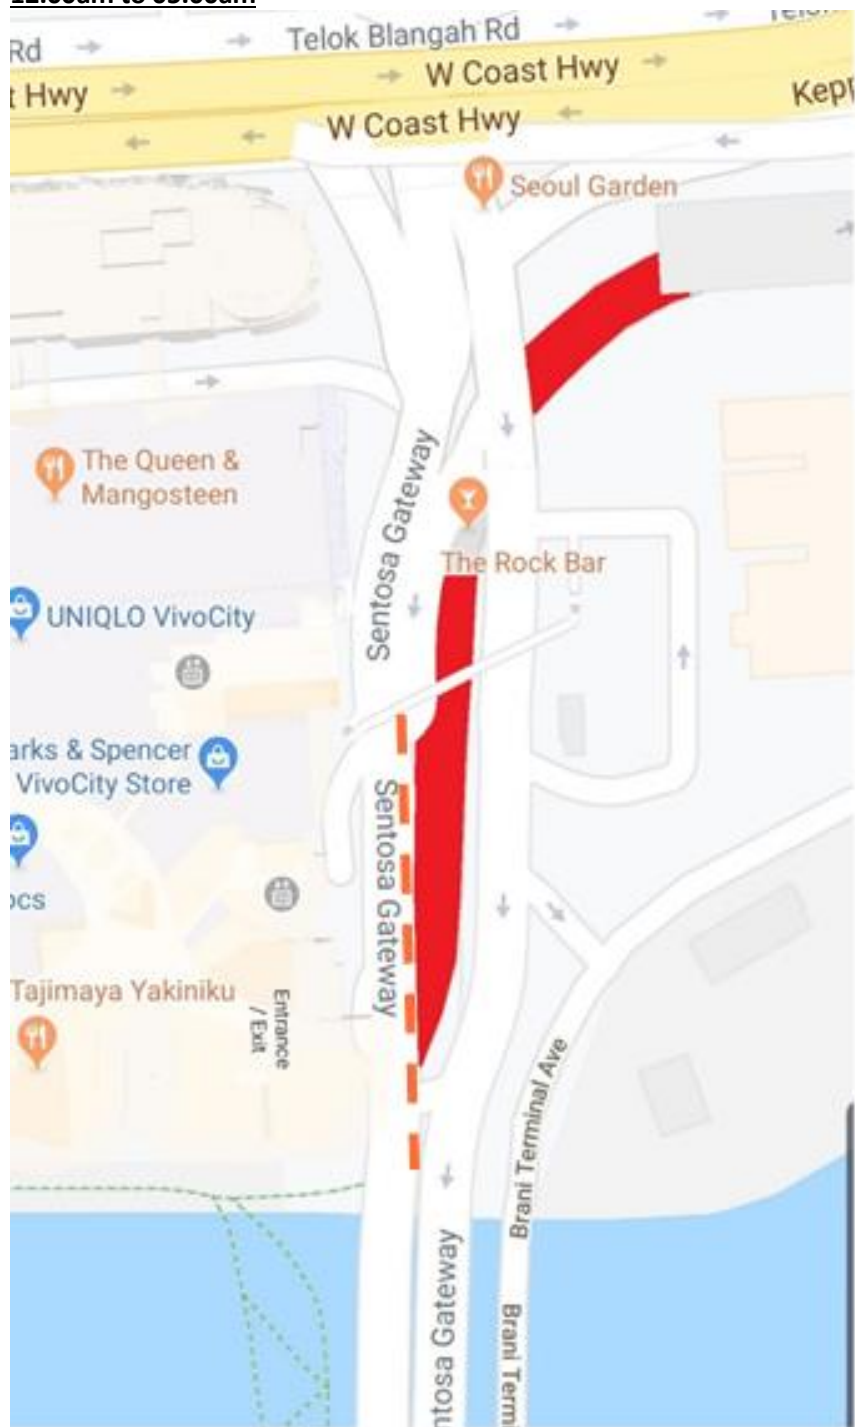 Telok Blangah Rd
Rd
W Coast Hwy
t Hwy
Kepp
W Coast Hwy
Seoul Garden
Sentosa Gateway
The Queen &
Mangosteen
The Rock Bar
UNIQLO VivoCity
arks & Spencer
VivoCity Store
Sentosa Gateway
ocs
Tajimaya Yakiniku
Entrance
/ Exit
Brani Terminal Ave
ntosa Gateway
Brani Termi